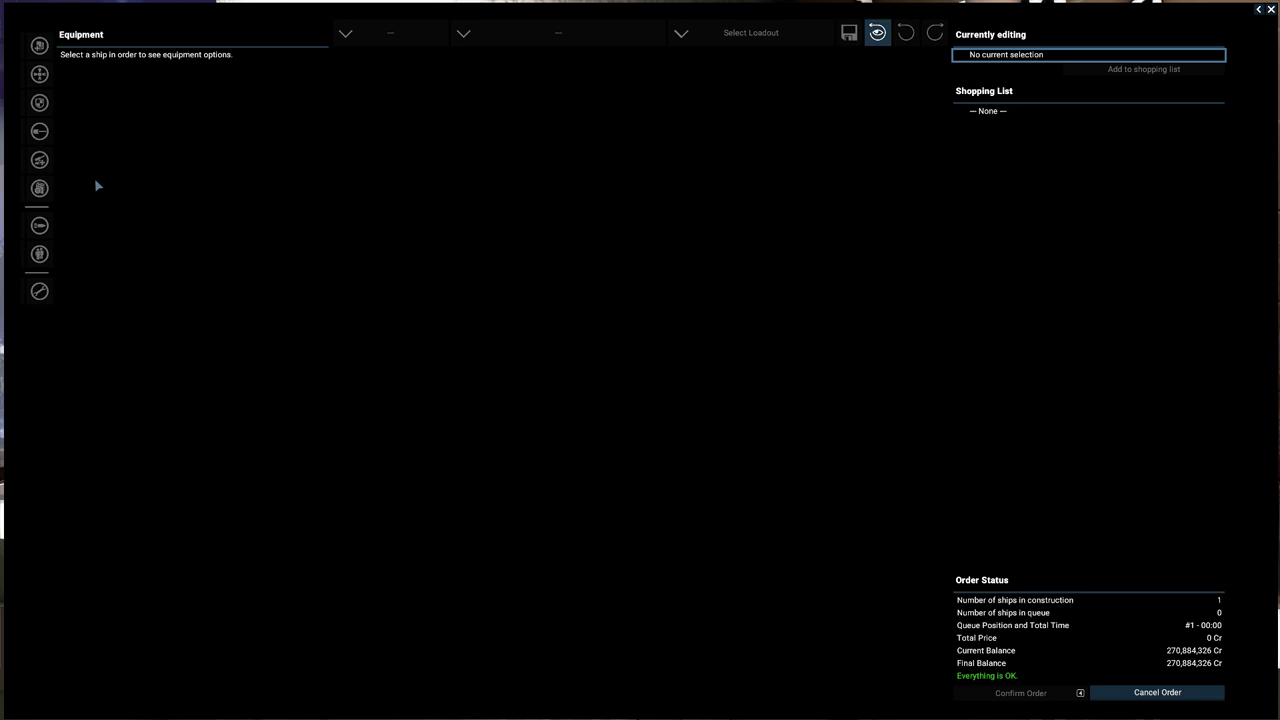 Equipment
Select a ship in order to see equipment options.
—
—
Select Loadout
Currently editing
No current selection
Add to shopping list
Shopping List
— None —
Order Status
Number of ships in construction 1
Number of ships in queue 0
Queue Position and Total Time #1 - 00:00
Total Price 0 Cr
Current Balance 270,884,326 Cr
Final Balance 270,884,326 Cr
Everything is OK.
Confirm Order
Cancel Order